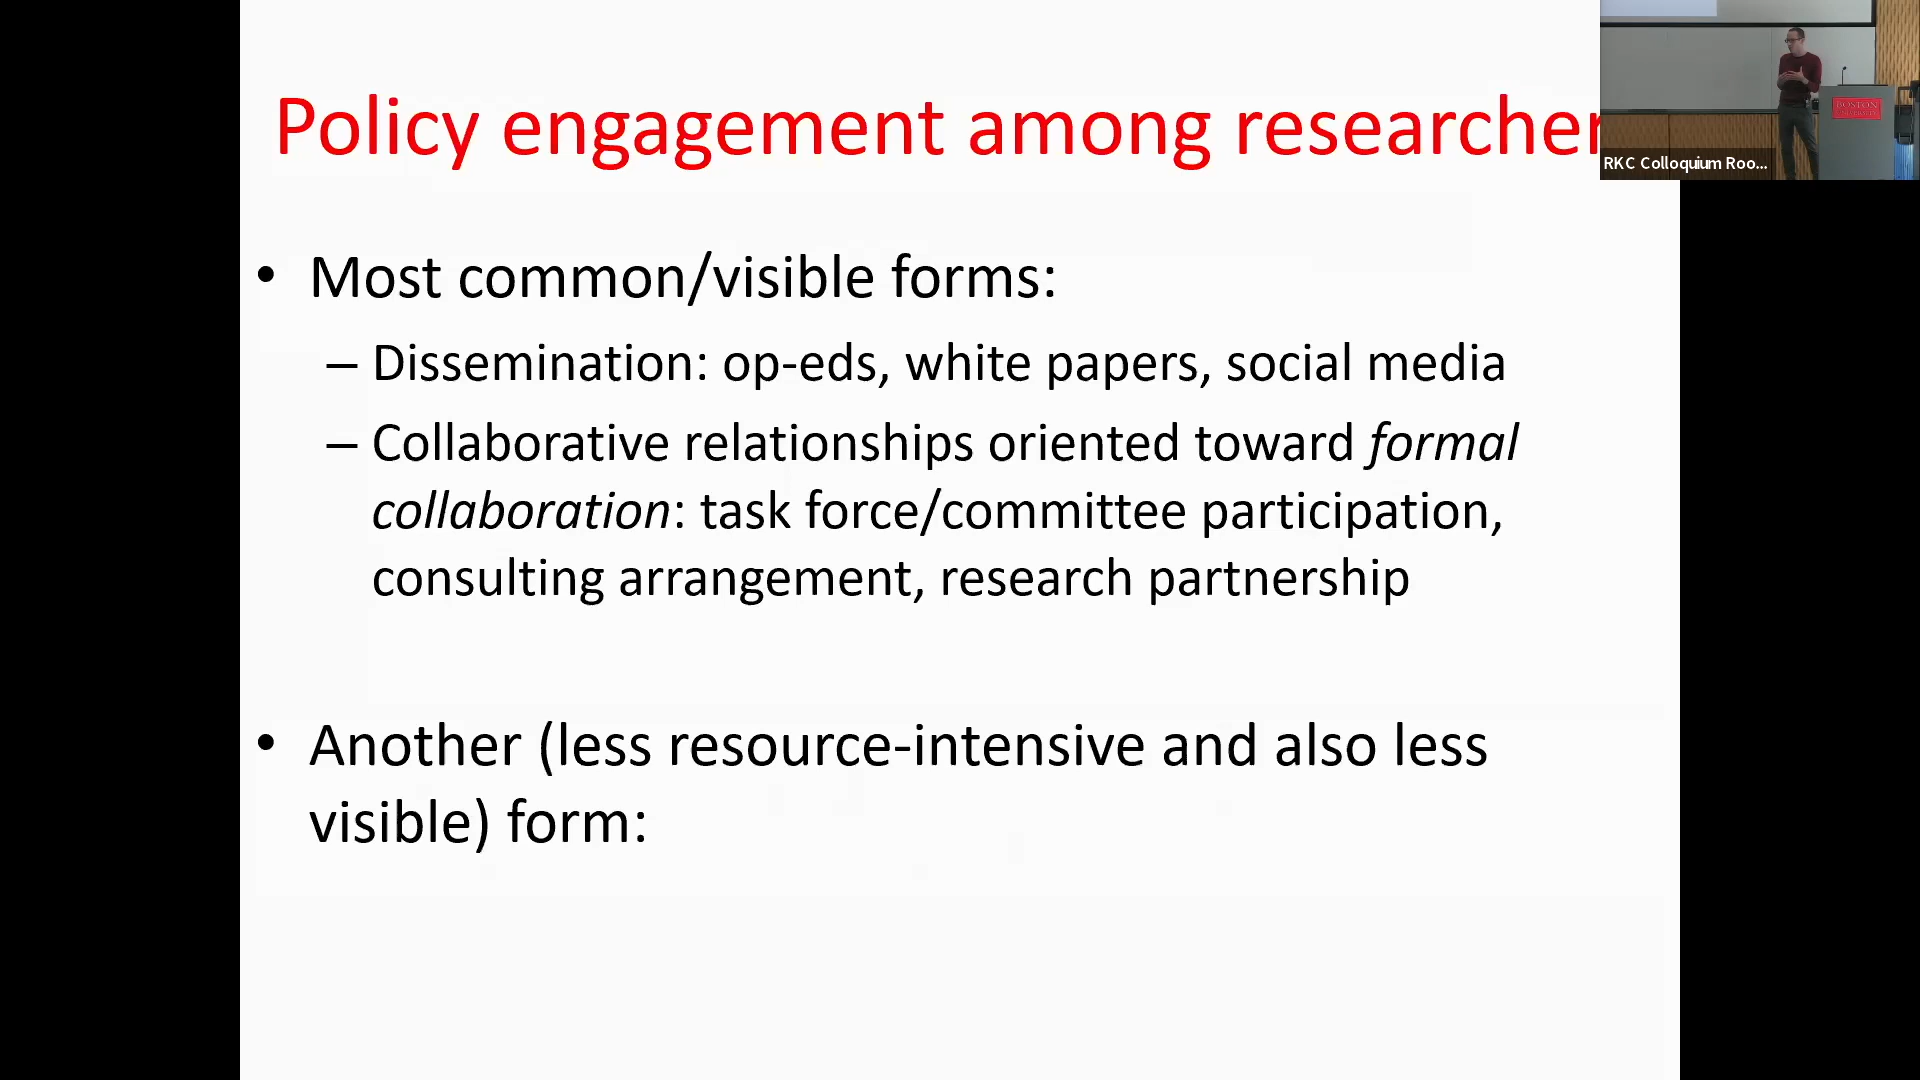 Policy engagement among researcher
• Most common/visible forms:
– Dissemination: op-eds, white papers, social media
– Collaborative relationships oriented toward formal
collaboration: task force/committee participation,
consulting arrangement, research partnership
• Another (less resource-intensive and also less
visible) form:
RKC Colloquium Roo...
BOSTON
UNIVERSITY